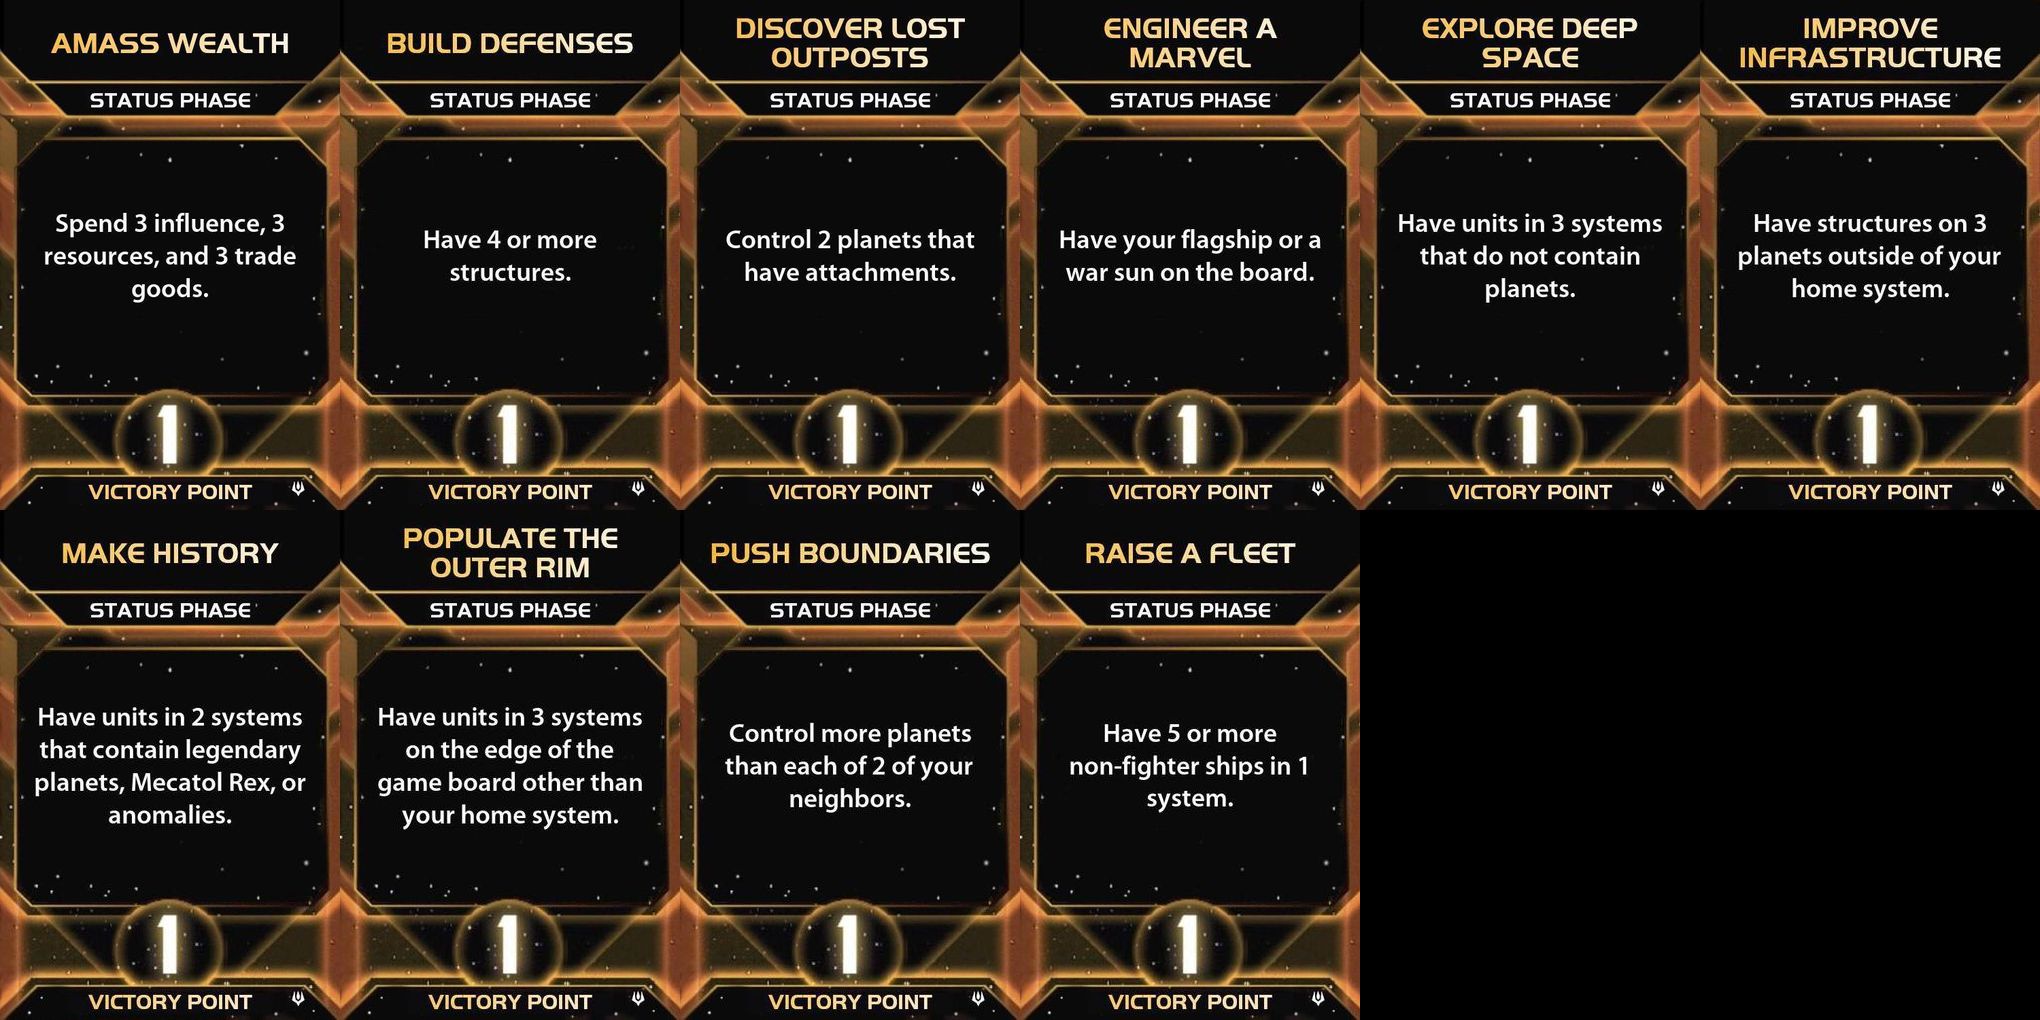 AMASS WEALTH
STATUS PHASE
Spend 3 influence, 3
resources, and 3 trade
goods.
1
VICTORY POINT
BUILD DEFENSES
STATUS PHASE
Have 4 or more
structures.
1
VICTORY POINT
DISCOVER LOST
OUTPOSTS
STATUS PHASE
Control 2 planets that
have attachments.
1
VICTORY POINT
ENGINEER A
MARVEL
STATUS PHASE
Have your flagship or a
war sun on the board.
1
VICTORY POINT
EXPLORE DEEP
SPACE
STATUS PHASE
Have units in 3 systems
that do not contain
planets.
1
VICTORY POINT
IMPROVE
INFRASTRUCTURE
STATUS PHASE
Have structures on 3
planets outside of your
home system.
1
VICTORY POINT
MAKE HISTORY
STATUS PHASE
Have units in 2 systems
that contain legendary
planets, Mecatol Rex, or
anomalies.
1
VICTORY POINT
POPULATE THE
OUTER RIM
STATUS PHASE
Have units in 3 systems
on the edge of the
game board other than
your home system.
1
VICTORY POINT
PUSH BOUNDARIES
STATUS PHASE
Control more planets
than each of 2 of your
neighbors.
1
VICTORY POINT
RAISE A FLEET
STATUS PHASE
Have 5 or more
non-fighter ships in 1
system.
1
VICTORY POINT